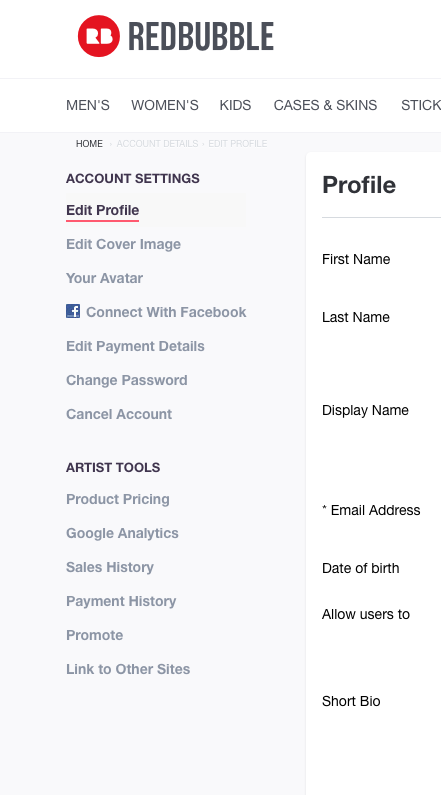 RB REDBUBBLE
MEN'S WOMEN'S KIDS CASES & SKINS STICK
HOME - ACCOUNT DETAILS - EDIT PROFILE
ACCOUNT SETTINGS
Edit Profile
Edit Cover Image
Your Avatar
f Connect With Facebook
Edit Payment Details
Change Password
Cancel Account
ARTIST TOOLS
Product Pricing
Google Analytics
Sales History
Payment History
Promote
Link to Other Sites
Profile
First Name
Last Name
Display Name
* Email Address
Date of birth
Allow users to
Short Bio